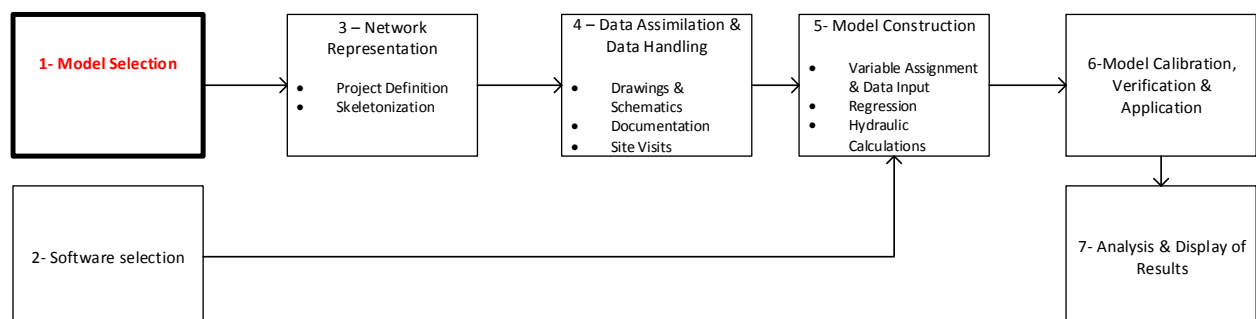 1- Model Selection
3 – Network
Representation
• Project Definition
• Skeletonization
4 – Data Assimilation &
Data Handling
• Drawings &
Schematics
• Documentation
• Site Visits
5- Model Construction
• Variable Assignment
& Data Input
• Regression
• Hydraulic
Calculations
6-Model Calibration,
Verification &
Application
2- Software selection
7- Analysis & Display of
Results